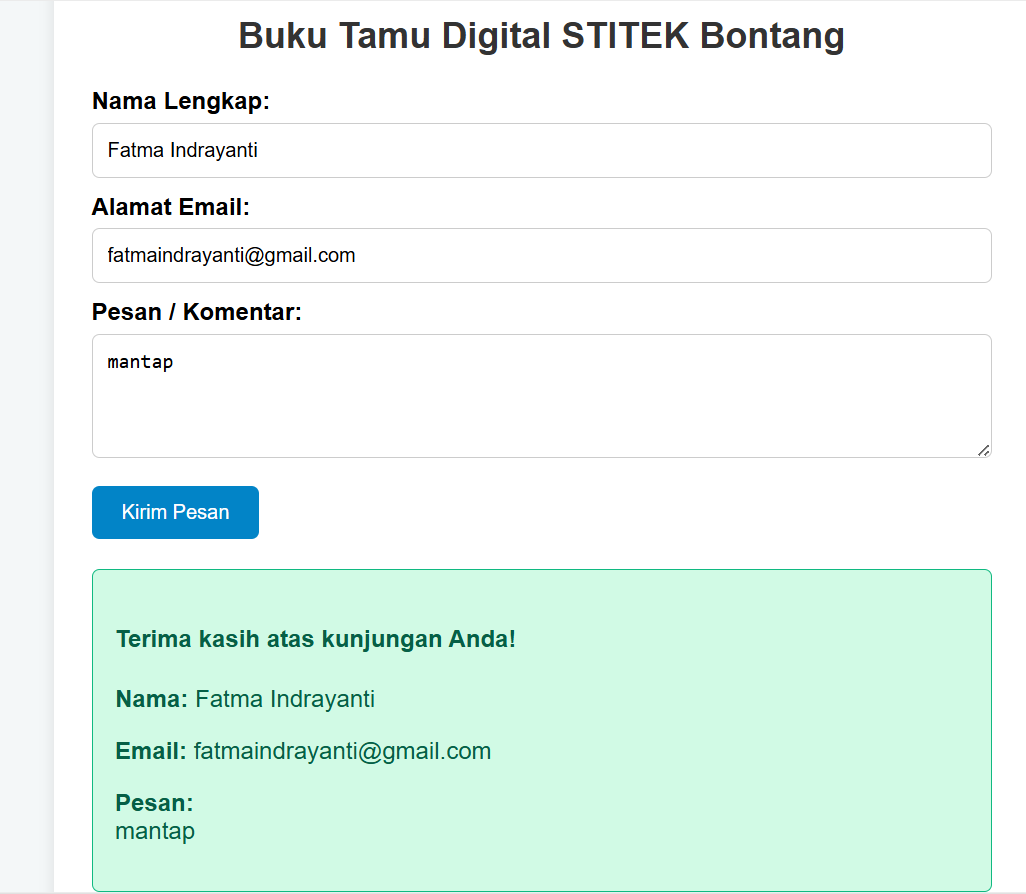 Buku Tamu Digital STITEK Bontang
Nama Lengkap:
Fatma Indrayanti
Alamat Email:
fatmaindrayanti@gmail.com
Pesan / Komentar:
mantap
Kirim Pesan
Terima kasih atas kunjungan Anda!
Nama: Fatma Indrayanti
Email: fatmaindrayanti@gmail.com
Pesan:
mantap